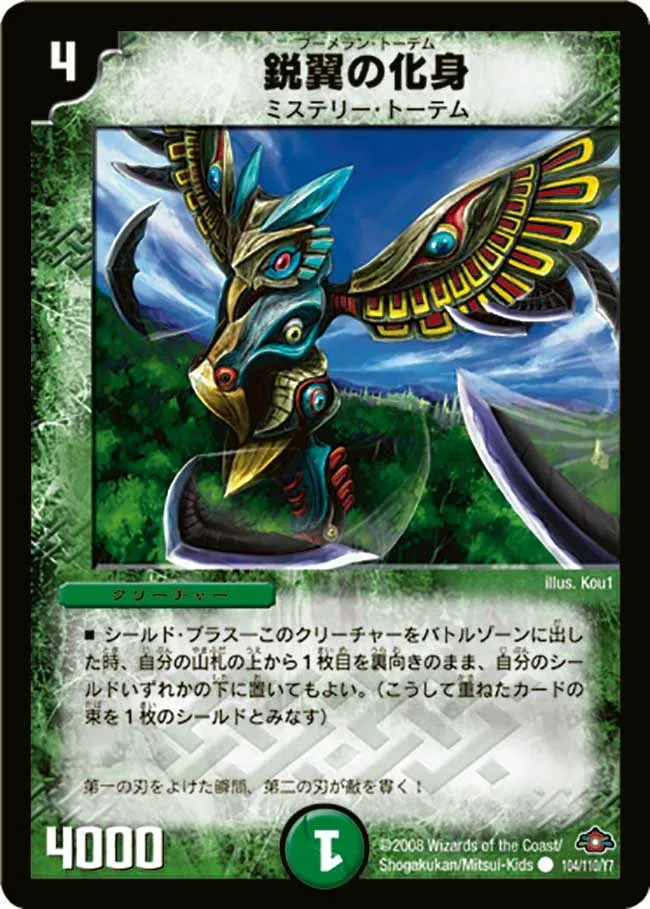 4
ブーメラン・トーテム
鋭翼の化身
ミステリー・トーテム
illus. Kou1
クリーチャー
■ シールド・プラス―このクリーチャーをバトルゾーンに出し
た時、自分の山札の上から1枚目を裏向きのまま、自分のシー
ルドいずれかの下に置いてもよい。(こうして重ねたカードの
束を1枚のシールドとみなす)
第一の刃をよけた瞬間、第二の刃が敵を貫く!
4000
1
©2008 Wizards of the Coast/
Shogakukan/Mitsui-Kids
104/110/Y7